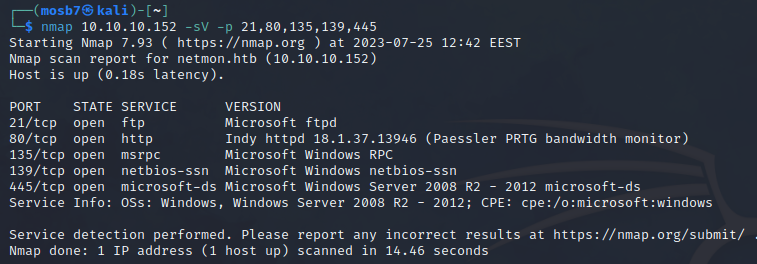 ┌──(mosb7㉿kali)-[~]
└─$ nmap 10.10.10.152 -sV -p 21,80,135,139,445
Starting Nmap 7.93 ( https://nmap.org ) at 2023-07-25 12:42 EEST
Nmap scan report for netmon.htb (10.10.10.152)
Host is up (0.18s latency).

PORT    STATE SERVICE      VERSION
21/tcp  open  ftp          Microsoft ftpd
80/tcp  open  http         Indy httpd 18.1.37.13946 (Paessler PRTG bandwidth monitor)
135/tcp open  msrpc        Microsoft Windows RPC
139/tcp open  netbios-ssn  Microsoft Windows netbios-ssn
445/tcp open  microsoft-ds Microsoft Windows Server 2008 R2 - 2012 microsoft-ds
Service Info: OSs: Windows, Windows Server 2008 R2 - 2012; CPE: cpe:/o:microsoft:windows

Service detection performed. Please report any incorrect results at https://nmap.org/submit/ .
Nmap done: 1 IP address (1 host up) scanned in 14.46 seconds